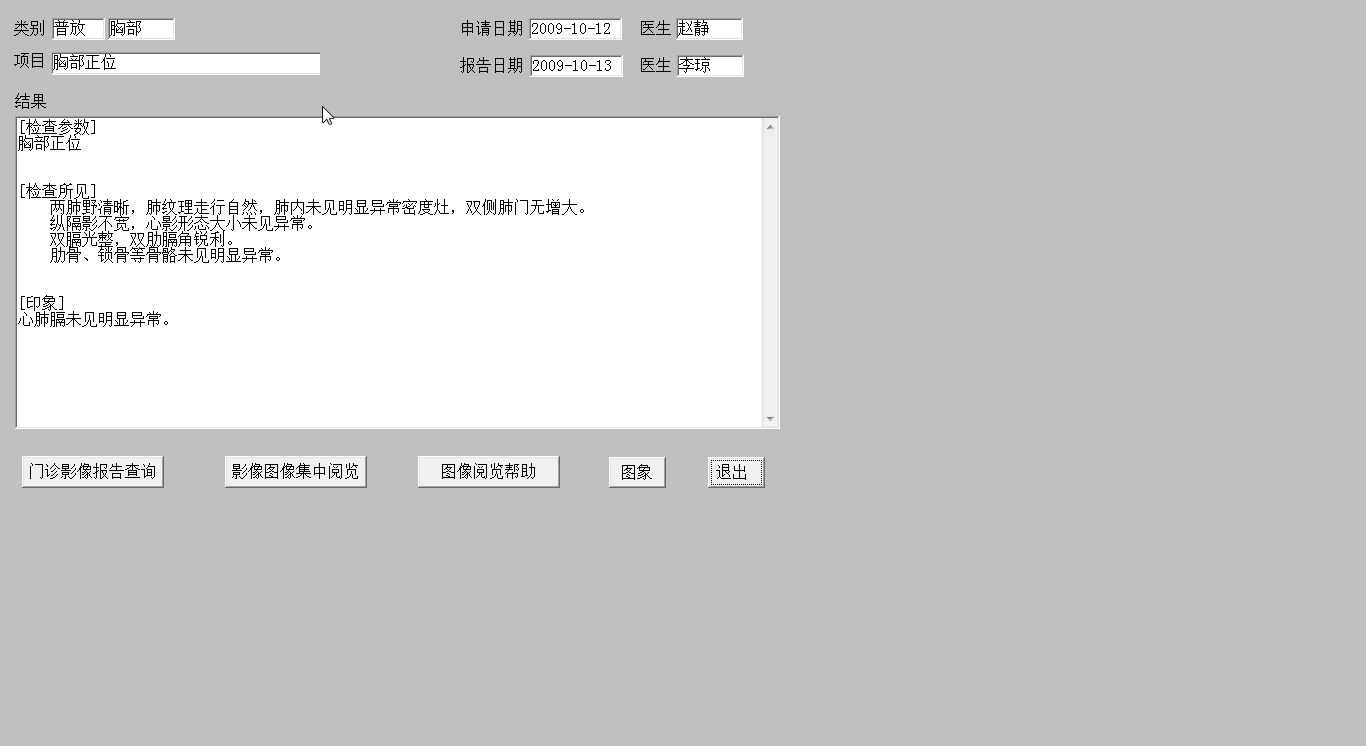 类别 普放 胸部 申请日期 2009-10-12 医生 赵静
项目 胸部正位 报告日期 2009-10-13 医生 李琼
结果
[检查参数]
胸部正位
[检查所见]
两肺野清晰，肺纹理走行自然，肺内未见明显异常密度灶，双侧肺门无增大。
纵隔影不宽，心影形态大小未见异常。
双膈光整，双肋膈角锐利。
肋骨、锁骨等骨骼未见明显异常。
[印象]
心肺膈未见明显异常。
门诊影像报告查询 影像图像集中阅览 图像阅览帮助 图象 退出